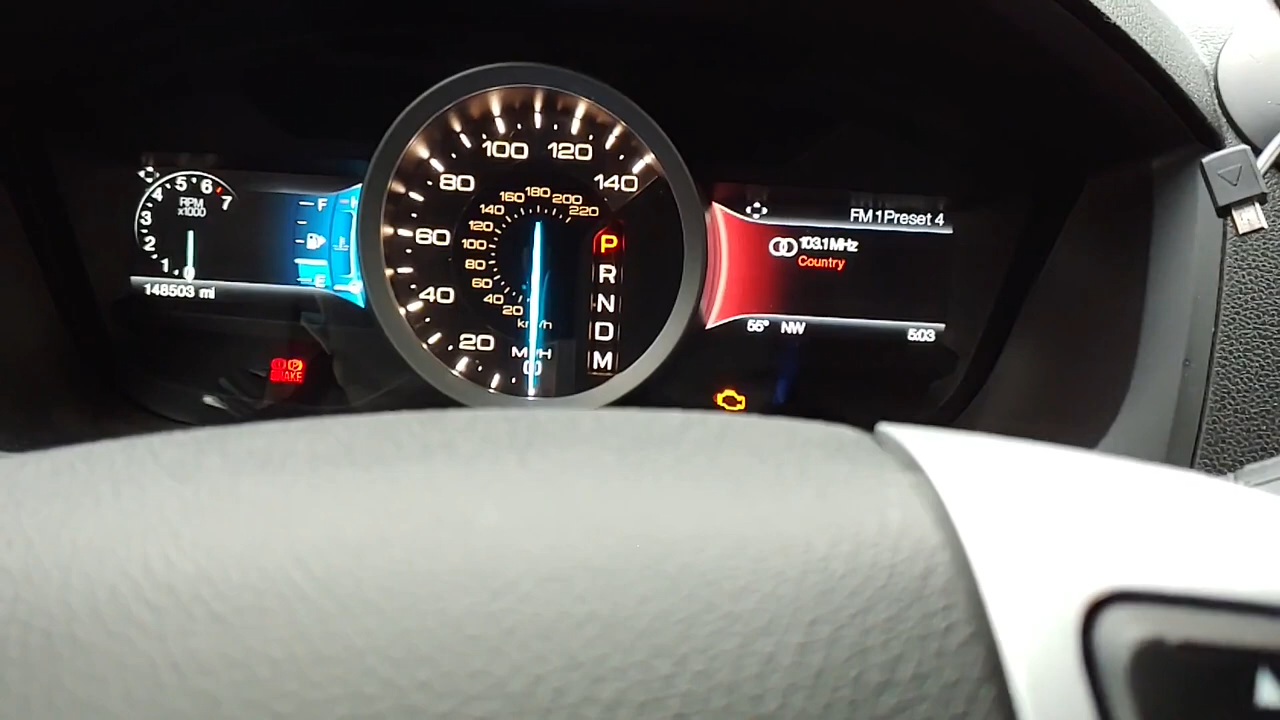 1 2 3 4 5 6 7
RPM
x1000
0
F
E
148503 mi
BRAKE
20 40 60 80 100 120 140
20 40 60 80 100 120 140 160 180 200 220
km/h
MPH
0
P
R
N
D
M
FM 1 Preset 4
103.1 MHz
Country
55° NW
5:03